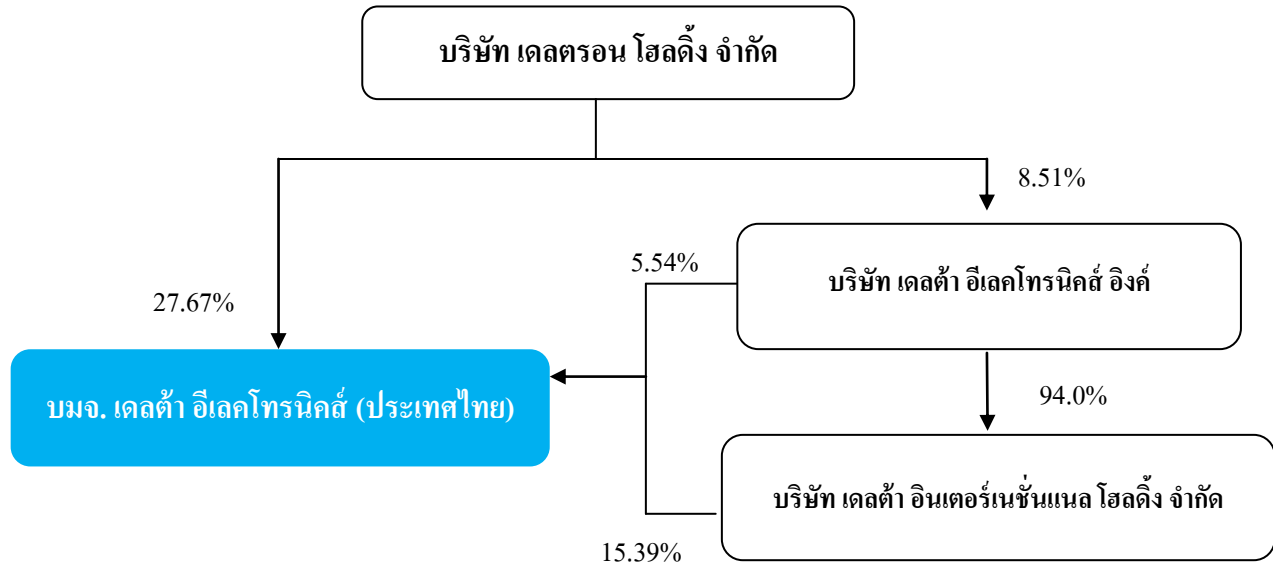 บริษัท เดลตรอน โฮลดิ้ง จำกัด
8.51%
5.54%
บริษัท เดลต้า อีเลคโทรนิคส์ อิงค์
27.67%
บมจ. เดลต้า อีเลคโทรนิคส์ (ประเทศไทย)
94.0%
บริษัท เดลต้า อินเตอร์เนชั่นแนล โฮลดิ้ง จำกัด
15.39%